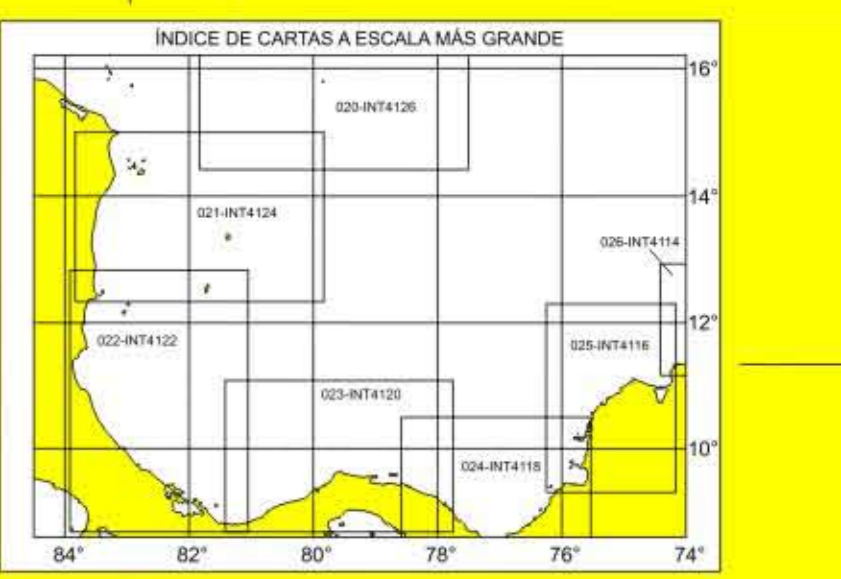 ÍNDICE DE CARTAS A ESCALA MÁS GRANDE
16°
020-INT4126
14°
021-INT4124
026-INT4114
12°
022-INT4122
025-INT4116
023-INT4120
10°
024-INT4118
84° 82° 80° 78° 76° 74°